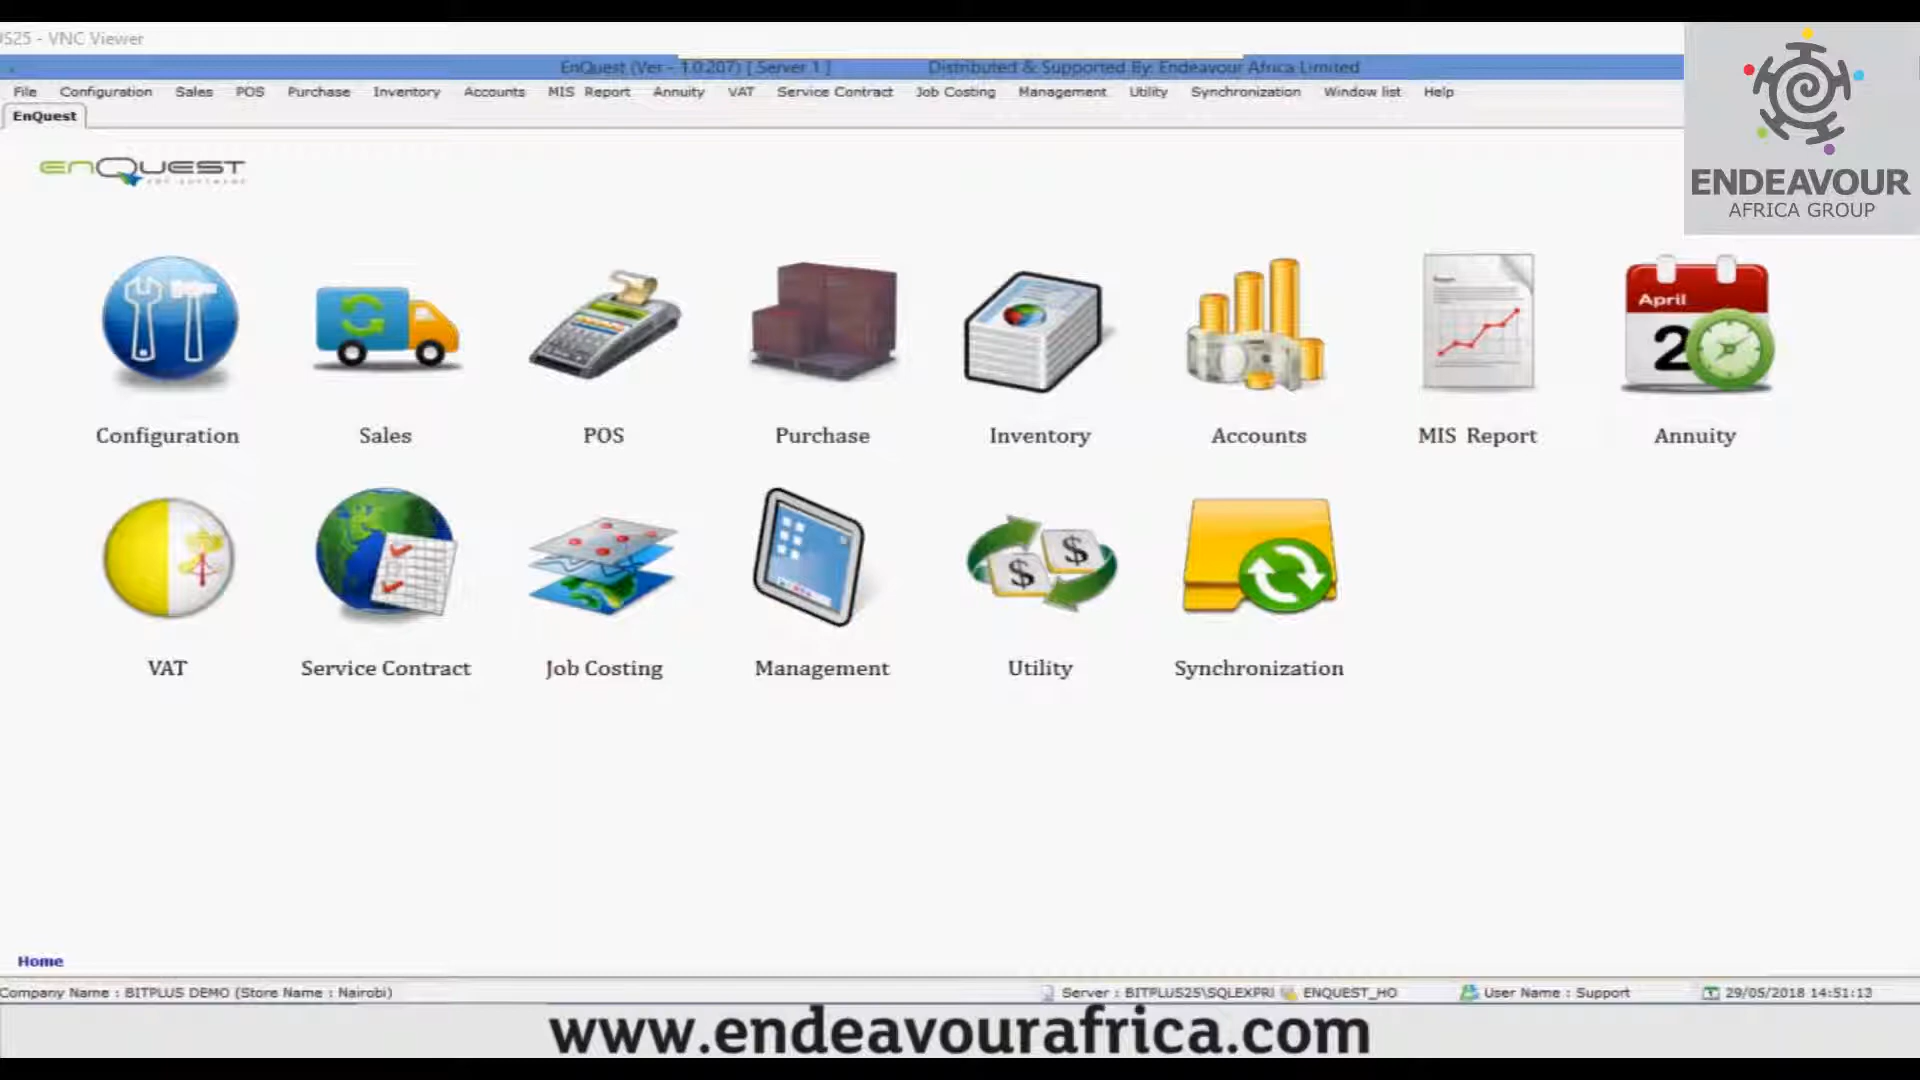 US25 - VNC Viewer
EnQuest (Ver - 1.0.207) [ Server 1 ] Distributed & Supported By: Endeavour Africa Limited
File Configuration Sales POS Purchase Inventory Accounts MIS Report Annuity VAT Service Contract Job Costing Management Utility Synchronization Window list Help
EnQuest
enQUEST
ENDEAVOUR
AFRICA GROUP
April
2
Configuration Sales POS Purchase Inventory Accounts MIS Report Annuity
$ $
VAT Service Contract Job Costing Management Utility Synchronization
Home
Company Name : BITPLUS DEMO (Store Name : Nairobi) Server : BITPLUS25\SQLEXPRI ENQUEST_HO User Name : Support 29/05/2018 14:51:13
www.endeavourafrica.com